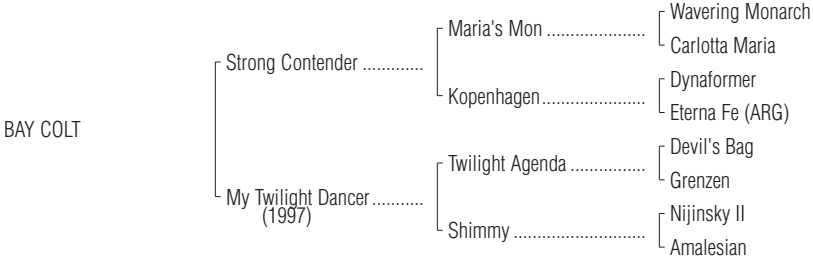 Wavering Monarch
Maria's Mon .....................
Carlotta Maria
Strong Contender .............
Dynaformer
Kopenhagen......................
Eterna Fe (ARG)
BAY COLT
Devil's Bag
Twilight Agenda ................
Grenzen
My Twilight Dancer...........
(1997)
Nijinsky II
Shimmy ............................
Amalesian